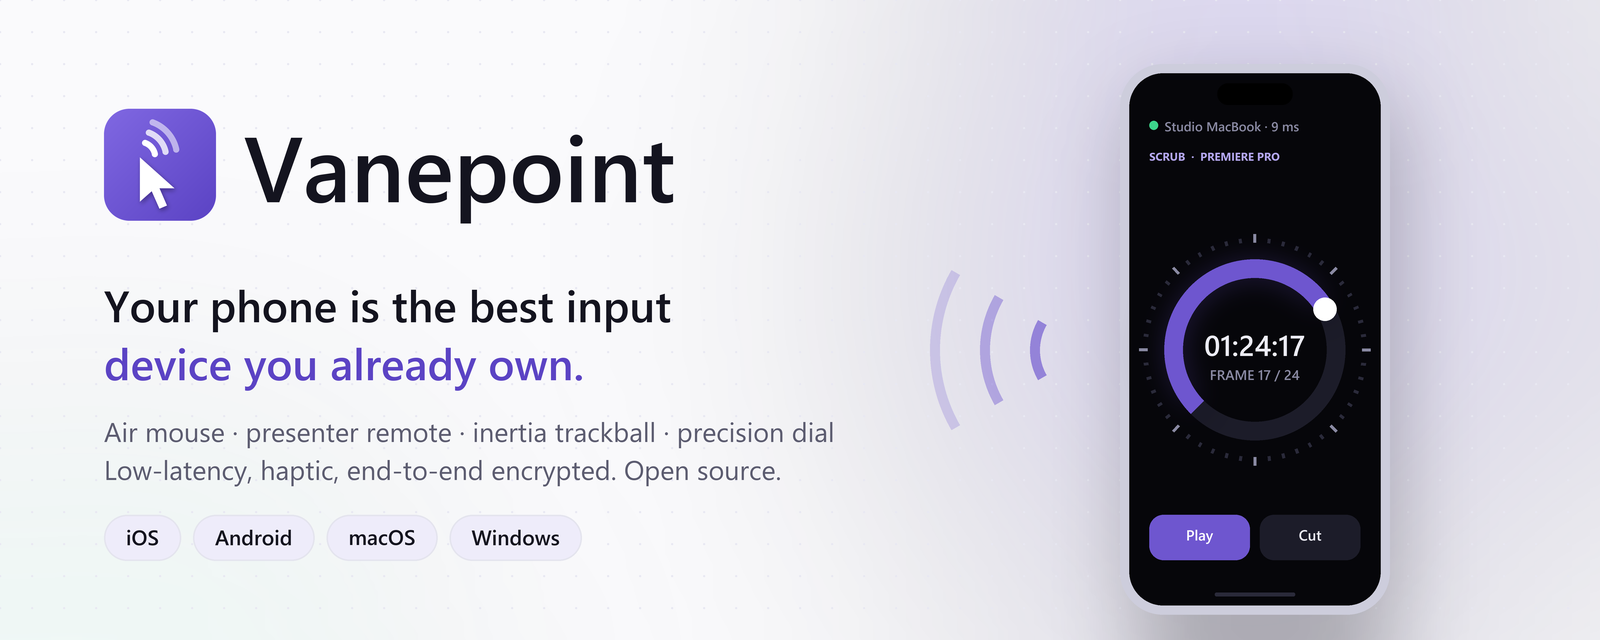 Vanepoint
Your phone is the best input
device you already own.
Air mouse · presenter remote · inertia trackball · precision dial
Low-latency, haptic, end-to-end encrypted. Open source.
iOS
Android
macOS
Windows
Studio MacBook · 9 ms
SCRUB · PREMIERE PRO
01:24:17
FRAME 17 / 24
Play
Cut